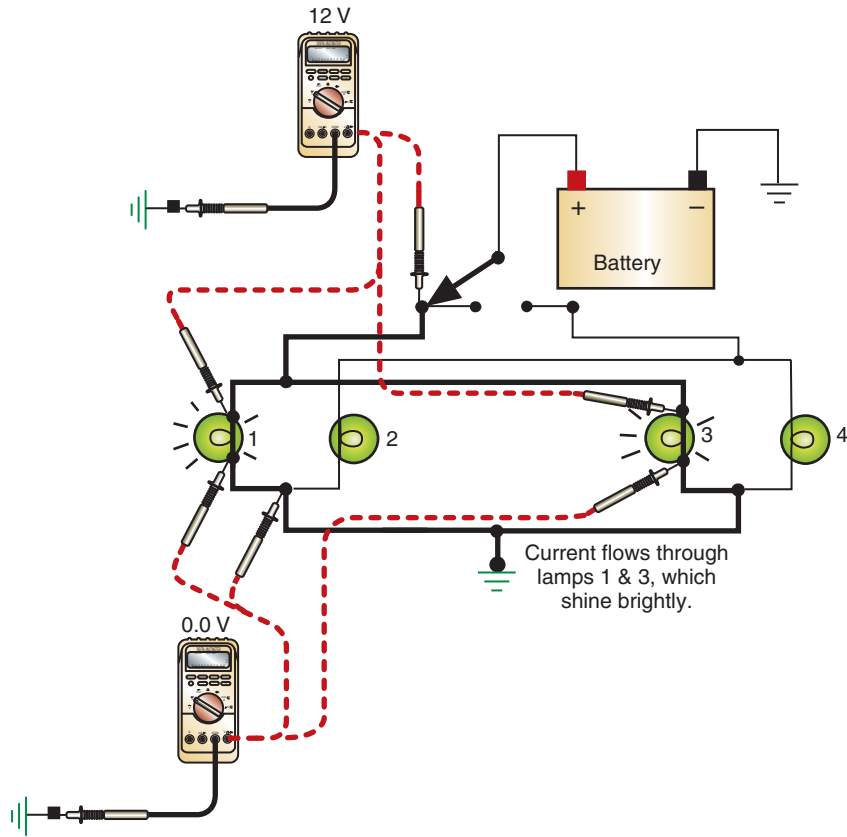 12 V
+
−
Battery
1
2
3
4
Current flows through
lamps 1 & 3, which
shine brightly.
0.0 V